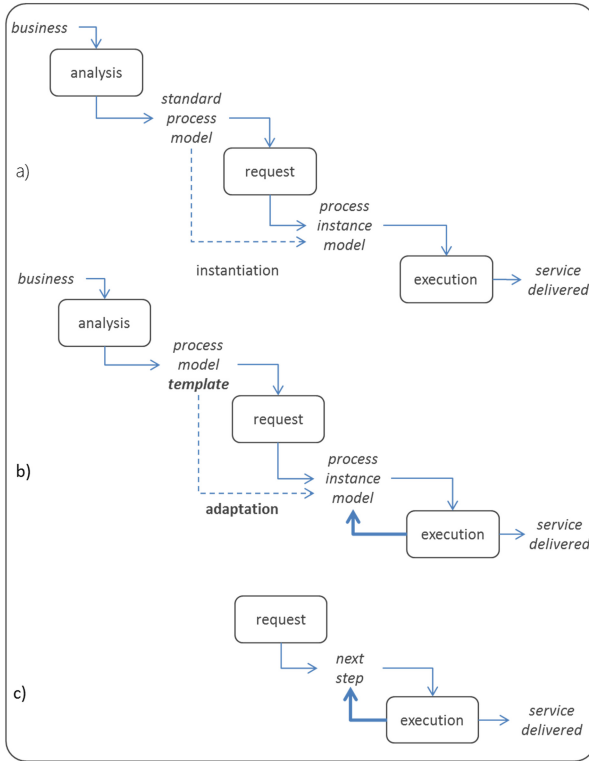 business
analysis
standard
process
model
a)
request
process
instance
model
instantiation
execution
service
delivered
business
analysis
process
model
template
request
b)
process
instance
model
adaptation
execution
service
delivered
request
next
step
c)
execution
service
delivered